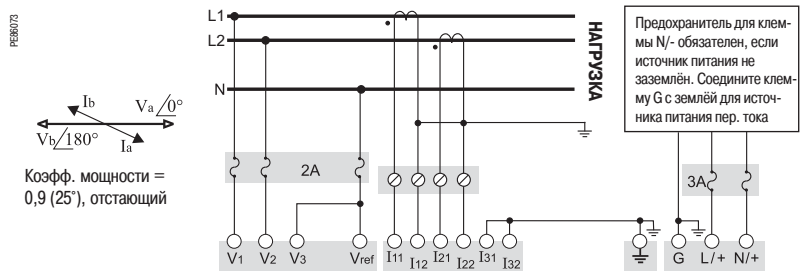 PE86073
L1
L2
N
НАГРУЗКА
Предохранитель для клем-
мы N/- обязателен, если
источник питания не
заземлён. Соедините клем-
му G с землёй для источ-
ника питания пер. тока
Ib
Va/0°
Vb/180°
Ia
Коэфф. мощности =
0,9 (25˚), отстающий
2A
3A
V1
V2
V3
Vref
I11
I12
I21
I22
I31
I32
G
L/+
N/+